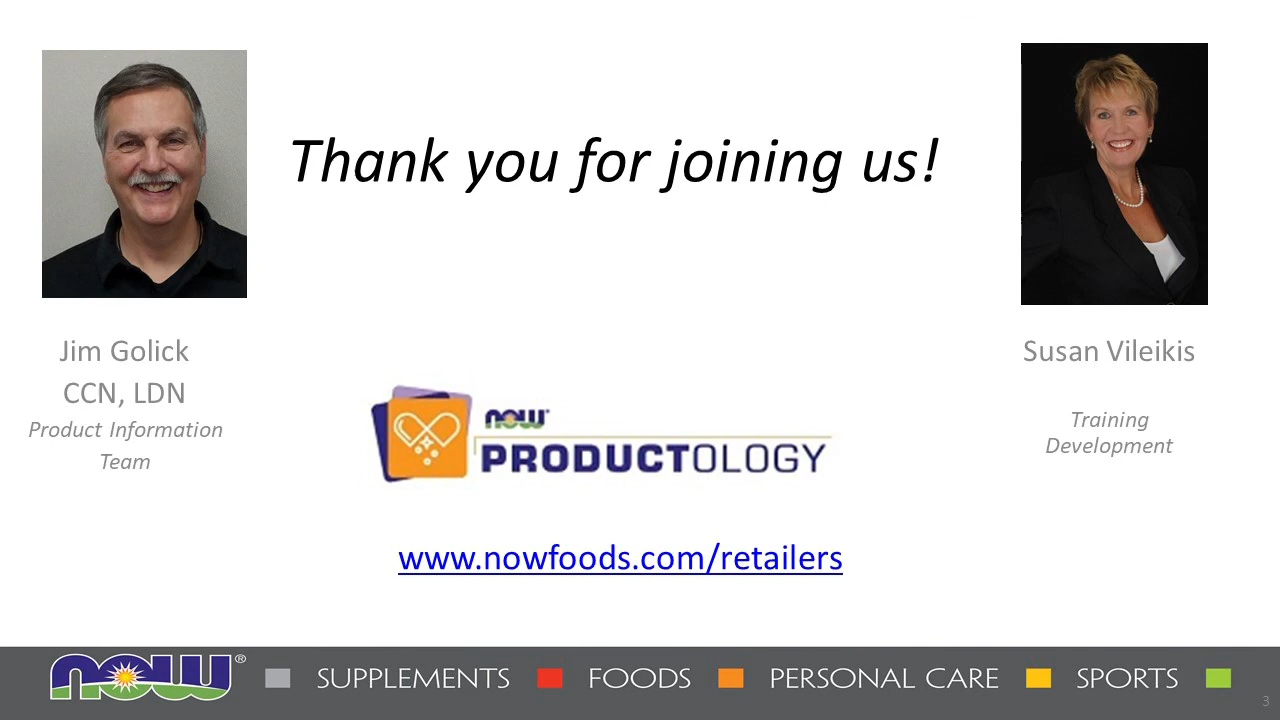 Thank you for joining us!
Jim Golick
CCN, LDN
Product Information
Team
Susan Vileikis
Training
Development
NOW
PRODUCTOLOGY
www.nowfoods.com/retailers
NOW® SUPPLEMENTS FOODS PERSONAL CARE SPORTS
3